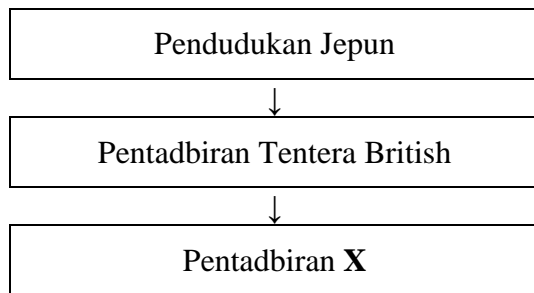 Pendudukan Jepun
↓
Pentadbiran Tentera British
↓
Pentadbiran X